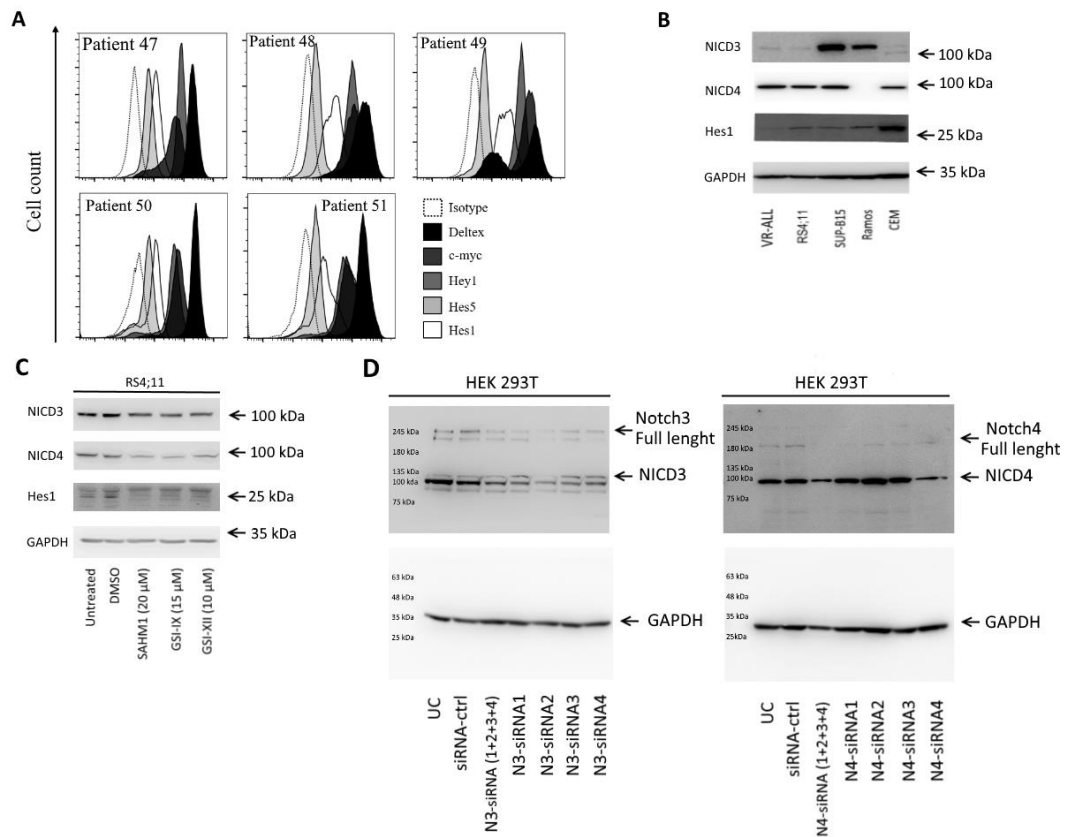 A
Cell count
Patient 47
Patient 48
Patient 49
Patient 50
Patient 51
Isotype
Deltex
c-myc
Hey1
Hes5
Hes1
B
NICD3
100 kDa
NICD4
100 kDa
Hes1
25 kDa
GAPDH
35 kDa
VR-ALL
RS4;11
SUP-B15
Ramos
CEM
C
RS4;11
NICD3
100 kDa
NICD4
100 kDa
Hes1
25 kDa
GAPDH
35 kDa
Untreated
DMSO
SAHM1 (20 µM)
GSI-IX (15 µM)
GSI-XII (10 µM)
D
HEK 293T
245 kDa
180 kDa
135 kDa
100 kDa
75 kDa
Notch3
Full lenght
NICD3
63 kDa
48 kDa
35 kDa
25 kDa
GAPDH
UC
siRNA-ctrl
N3-siRNA (1+2+3+4)
N3-siRNA1
N3-siRNA2
N3-siRNA3
N3-siRNA4
HEK 293T
245 kDa
180 kDa
135 kDa
100 kDa
75 kDa
Notch4
Full lenght
NICD4
63 kDa
48 kDa
35 kDa
25kDa
GAPDH
UC
siRNA-ctrl
N4-siRNA (1+2+3+4)
N4-siRNA1
N4-siRNA2
N4-siRNA3
N4-siRNA4